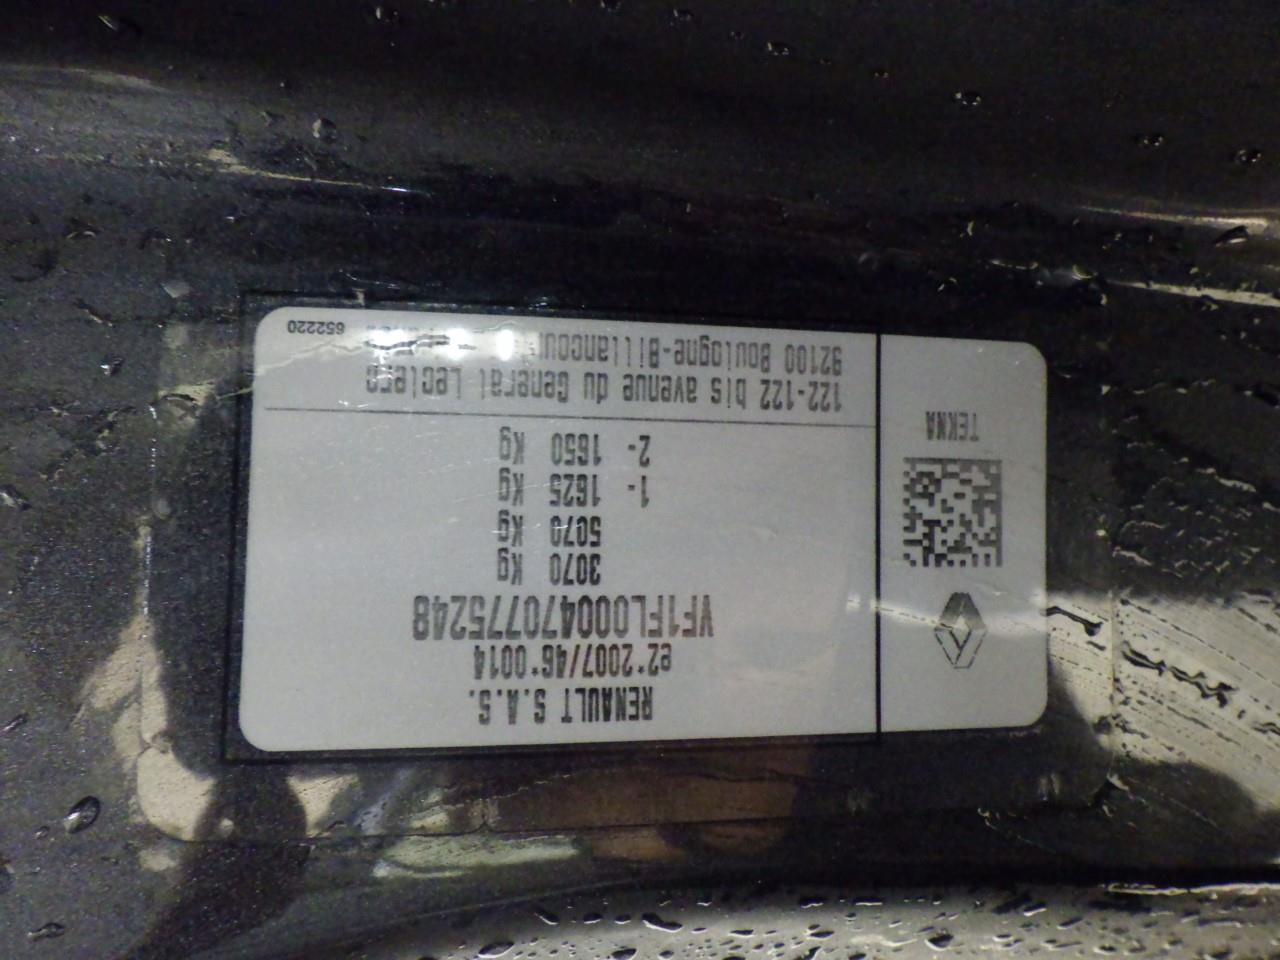 RENAULT S.A.S.
e2*2007/46*0014
VF1FL000470775248
3070 Kg
5070 Kg
1- 1625 Kg
2- 1650 Kg
122-122 bis avenue du General Leclerc
92100 Boulogne-Billancourt
652220
TEKNA